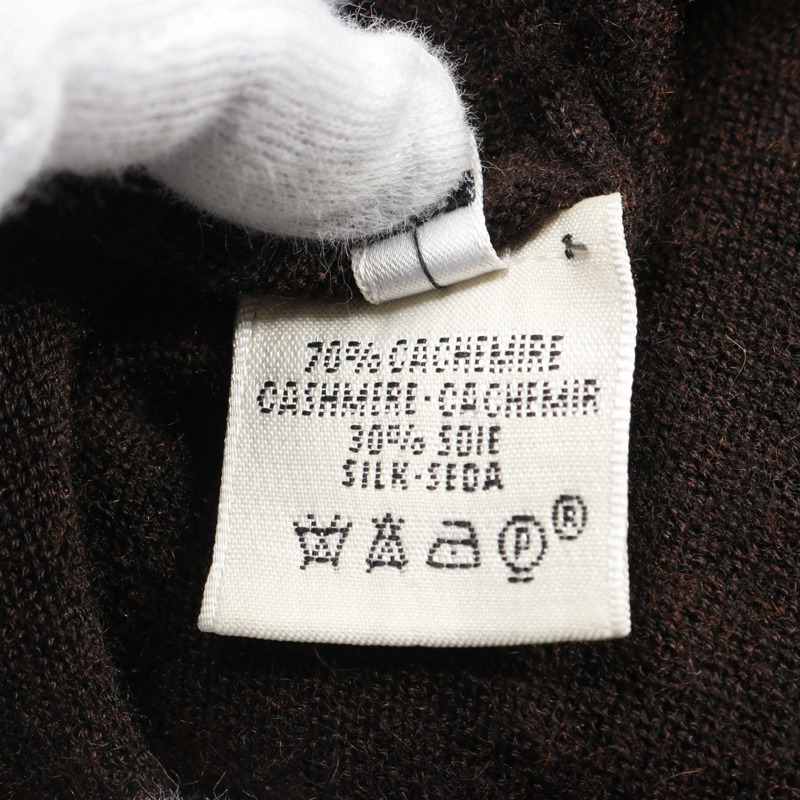 70% CACHEMIRE
CASHMERE·CACHEMIR
30% SOIE
SILK·SEDA
P ®